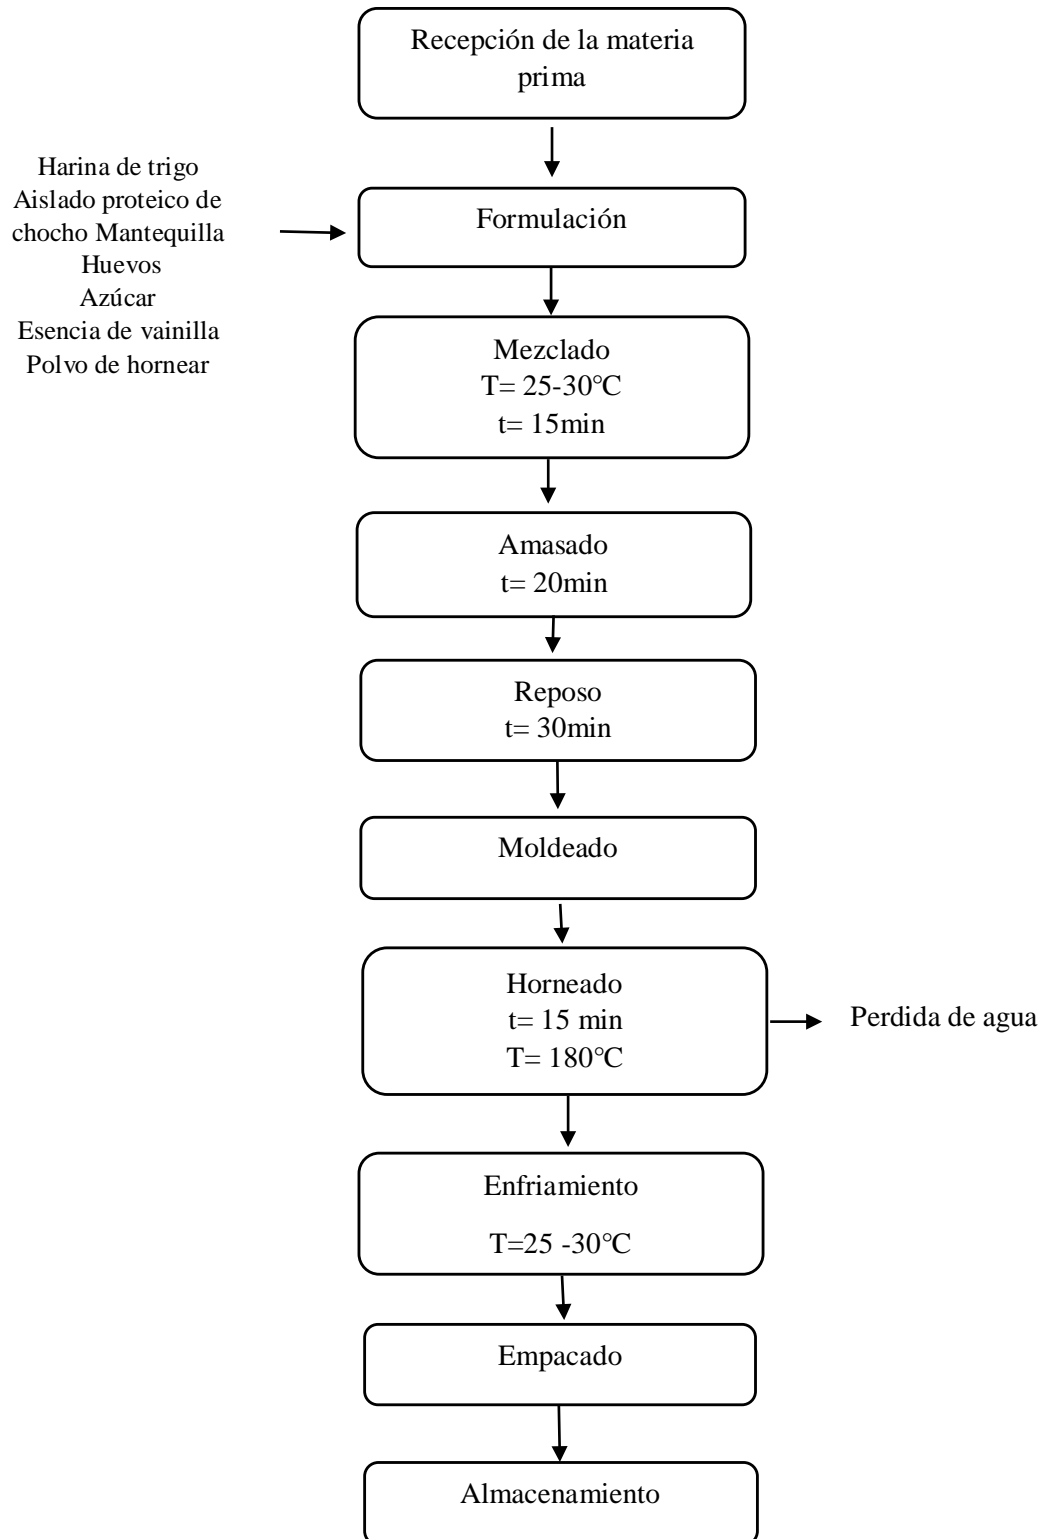 Recepción de la materia
prima
Harina de trigo
Aislado proteico de
chocho Mantequilla
Huevos
Azúcar
Esencia de vainilla
Polvo de hornear
Formulación
Mezclado
T= 25-30°C
t= 15min
Amasado
t= 20min
Reposo
t= 30min
Moldeado
Horneado
t= 15 min
T= 180°C
Perdida de agua
Enfriamiento
T=25 -30°C
Empacado
Almacenamiento